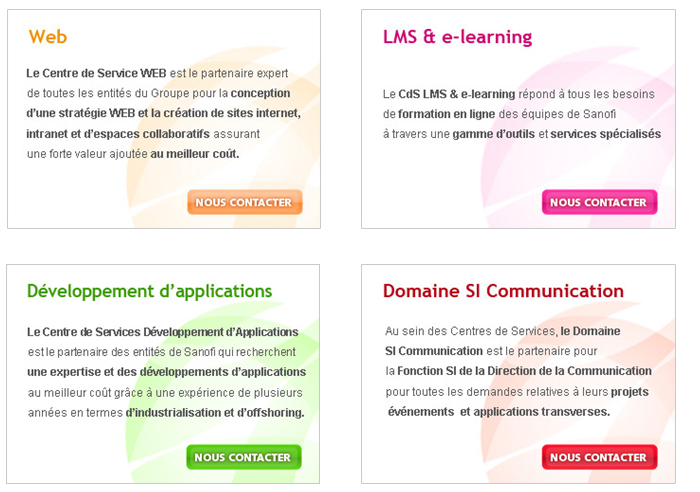 Web
Le Centre de Service WEB est le partenaire expert
de toutes les entités du Groupe pour la conception
d'une stratégie WEB et la création de sites internet,
intranet et d'espaces collaboratifs assurant
une forte valeur ajoutée au meilleur coût.
NOUS CONTACTER
LMS & e-learning
Le CdS LMS & e-learning répond à tous les besoins
de formation en ligne des équipes de Sanofi
à travers une gamme d'outils et services spécialisés
NOUS CONTACTER
Développement d'applications
Le Centre de Services Développement d'Applications
est le partenaire des entités de Sanofi qui recherchent
une expertise et des développements d'applications
au meilleur coût grâce à une expérience de plusieurs
années en termes d'industrialisation et d'offshoring.
NOUS CONTACTER
Domaine SI Communication
Au sein des Centres de Services, le Domaine
SI Communication est le partenaire pour
la Fonction SI de la Direction de la Communication
pour toutes les demandes relatives à leurs projets
événements et applications transverses.
NOUS CONTACTER